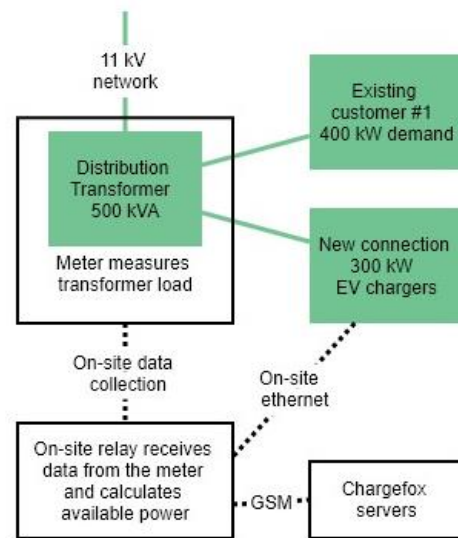 11 kV
network
Existing
customer #1
400 kW demand
Distribution
Transformer
500 kVA
Meter measures
transformer load
New connection
300 kW
EV chargers
On-site data
collection
On-site
ethernet
On-site relay receives
data from the meter
and calculates
available power
GSM
Chargefox
servers